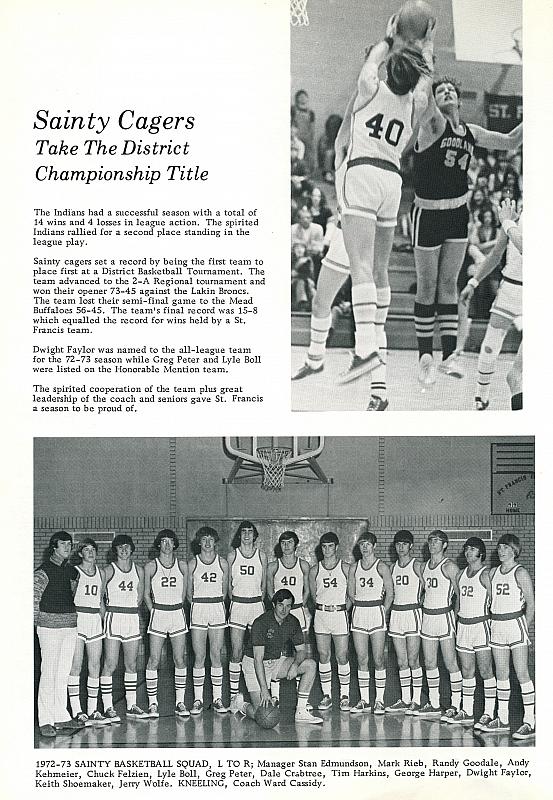 Sainty Cagers
Take The District
Championship Title
The Indians had a successful season with a total of
14 wins and 4 losses in league action. The spirited
Indians rallied for a second place standing in the
league play.
Sainty cagers set a record by being the first team to
place first at a District Basketball Tournament. The
team advanced to the 2-A Regional tournament and
won their opener 73-45 against the Lakin Broncs.
The team lost their semi-final game to the Mead
Buffaloes 56-45. The team's final record was 15-8
which equalled the record for wins held by a St.
Francis team.
Dwight Faylor was named to the all-league team
for the 72-73 season while Greg Peter and Lyle Boll
were listed on the Honorable Mention team.
The spirited cooperation of the team plus great
leadership of the coach and seniors gave St. Francis
a season to be proud of.
40
GOODLAND
54
ST. F
ST FRANCIS
HOME
10
44
22
42
50
40
54
34
20
30
32
52
1972-73 SAINTY BASKETBALL SQUAD, L TO R; Manager Stan Edmundson, Mark Rieb, Randy Goodale, Andy
Kehmeier, Chuck Felzien, Lyle Boll, Greg Peter, Dale Crabtree, Tim Harkins, George Harper, Dwight Faylor,
Keith Shoemaker, Jerry Wolfe. KNEELING, Coach Ward Cassidy.